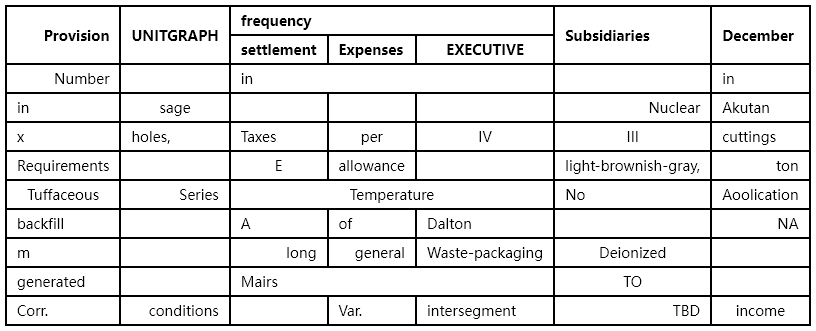 Provision UNITGRAPH frequency Subsidiaries December
settlement Expenses EXECUTIVE
Number in in
in sage Nuclear Akutan
x holes, Taxes per IV III cuttings
Requirements E allowance light-brownish-gray, ton
Tuffaceous Series Temperature No Aoolication
backfill A of Dalton NA
m long general Waste-packaging Deionized
generated Mairs TO
Corr. conditions Var. intersegment TBD income